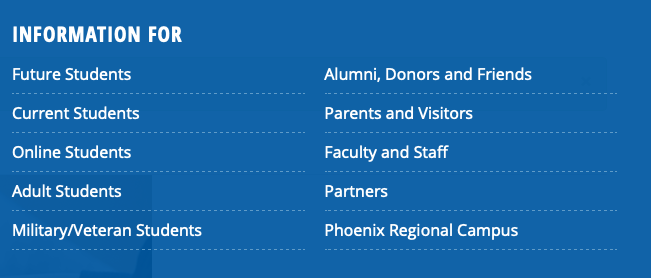 INFORMATION FOR
Future Students
Current Students
Online Students
Adult Students
Military/Veteran Students
Alumni, Donors and Friends
Parents and Visitors
Faculty and Staff
Partners
Phoenix Regional Campus